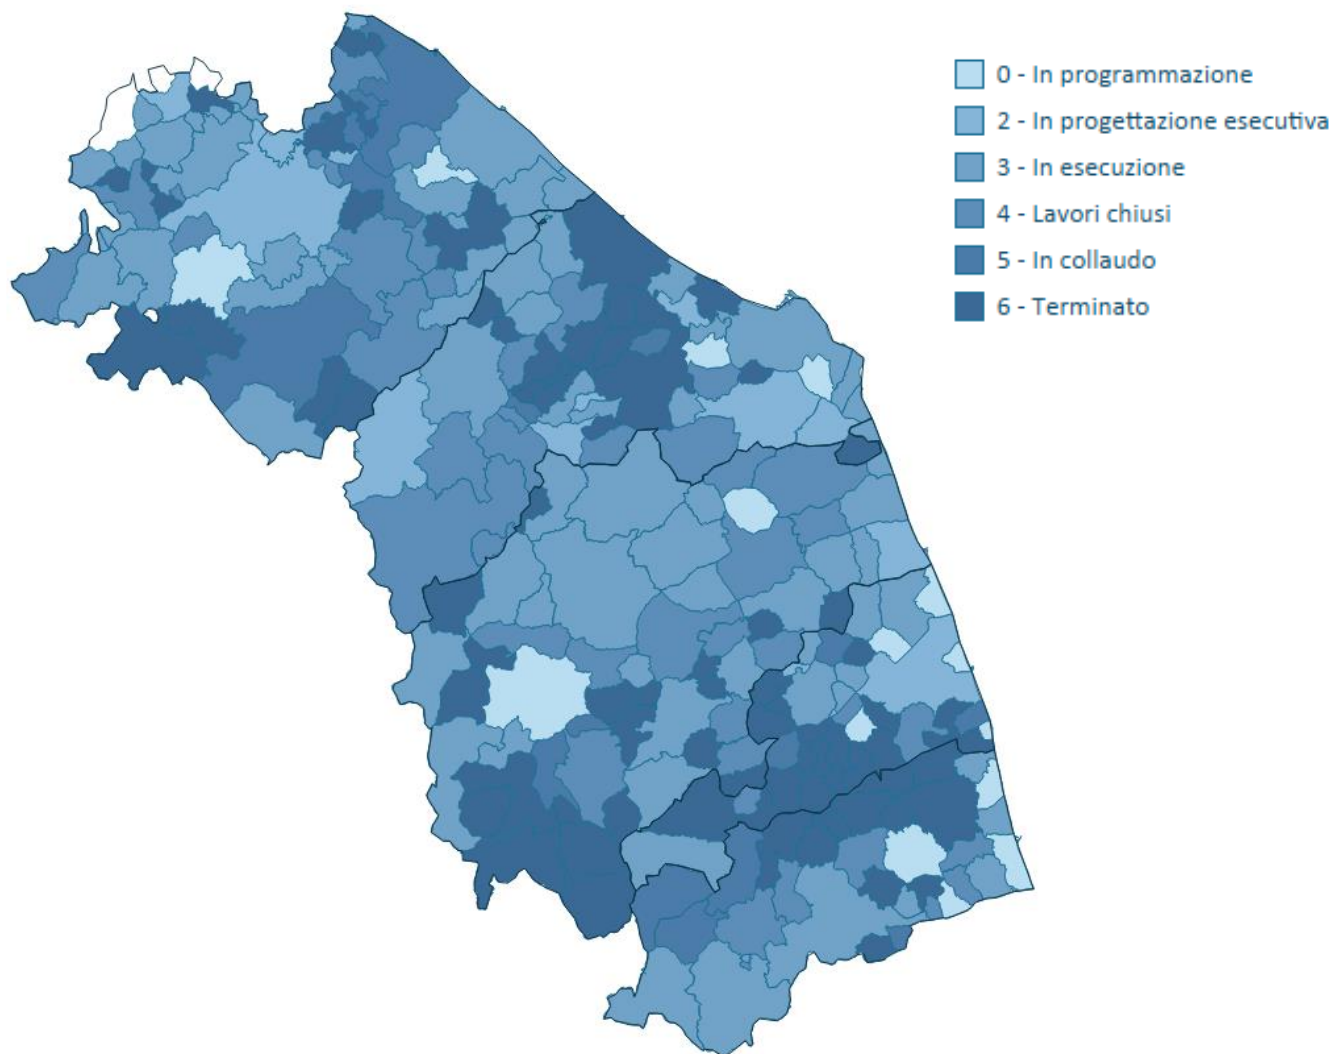 0 - In programmazione
2 - In progettazione esecutiva
3 - In esecuzione
4 - Lavori chiusi
5 - In collaudo
6 - Terminato